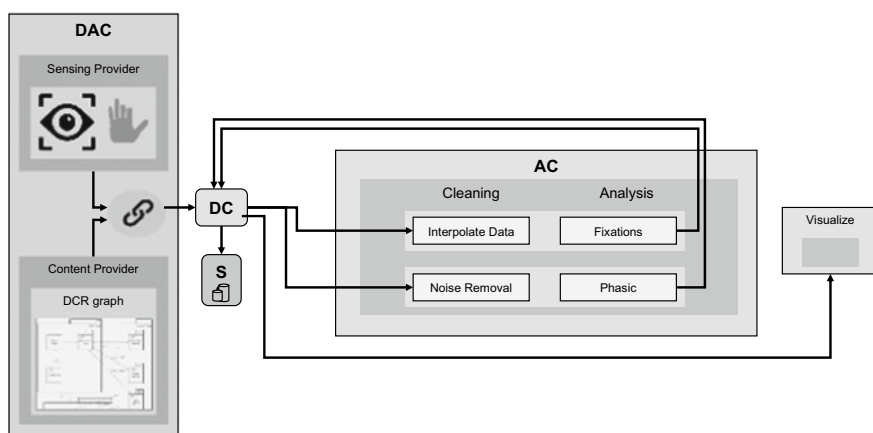 DAC
Sensing Provider
Content Provider
DCR graph
DC
S
AC
Cleaning
Analysis
Interpolate Data
Fixations
Noise Removal
Phasic
Visualize